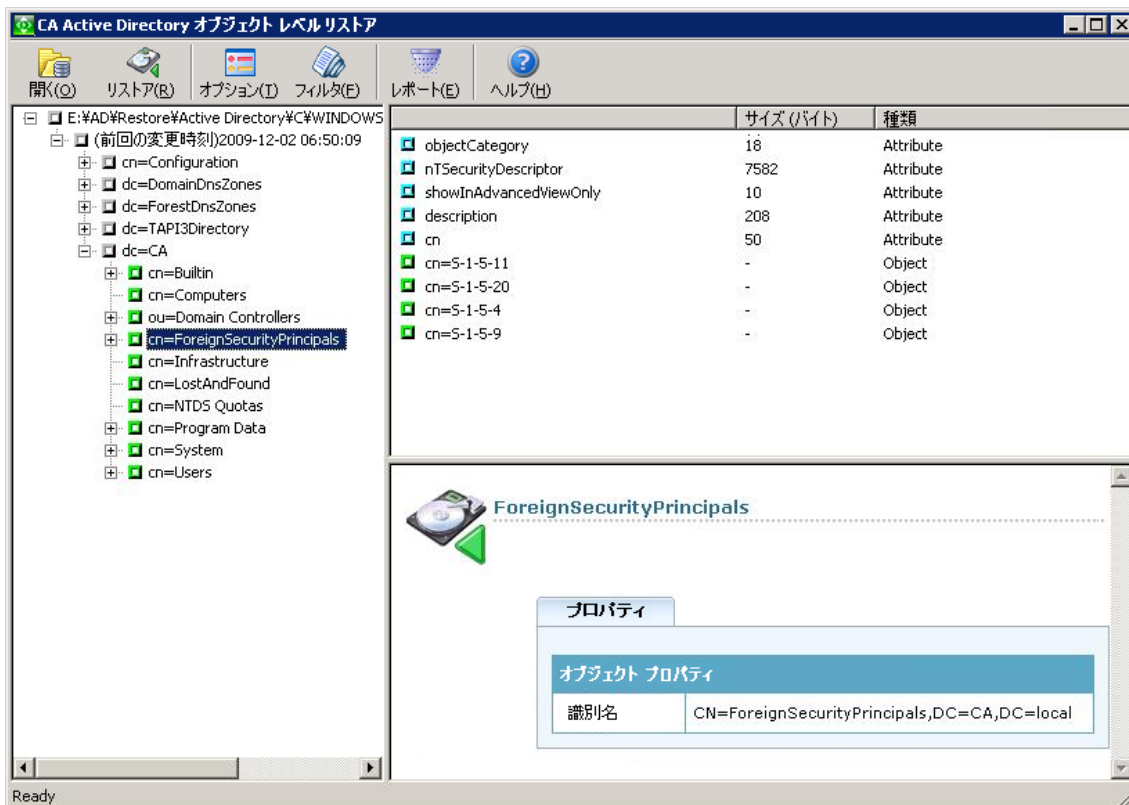 CA Active Directory オブジェクト レベル リストア
開く(O) リストア(R) オプション(I) フィルタ(F) レポート(E) ヘルプ(H)
E:¥AD¥Restore¥Active Directory¥C¥WINDOWS
(前回の変更時刻)2009-12-02 06:50:09
cn=Configuration
dc=DomainDnsZones
dc=ForestDnsZones
dc=TAPI3Directory
dc=CA
cn=Builtin
cn=Computers
ou=Domain Controllers
cn=ForeignSecurityPrincipals
cn=Infrastructure
cn=LostAndFound
cn=NTDS Quotas
cn=Program Data
cn=System
cn=Users
サイズ (バイト) 種類
objectCategory 18 Attribute
nTSecurityDescriptor 7582 Attribute
showInAdvancedViewOnly 10 Attribute
description 208 Attribute
cn 50 Attribute
cn=S-1-5-11 - Object
cn=S-1-5-20 - Object
cn=S-1-5-4 - Object
cn=S-1-5-9 - Object
ForeignSecurityPrincipals
プロパティ
オブジェクト プロパティ
識別名 CN=ForeignSecurityPrincipals,DC=CA,DC=local
Ready